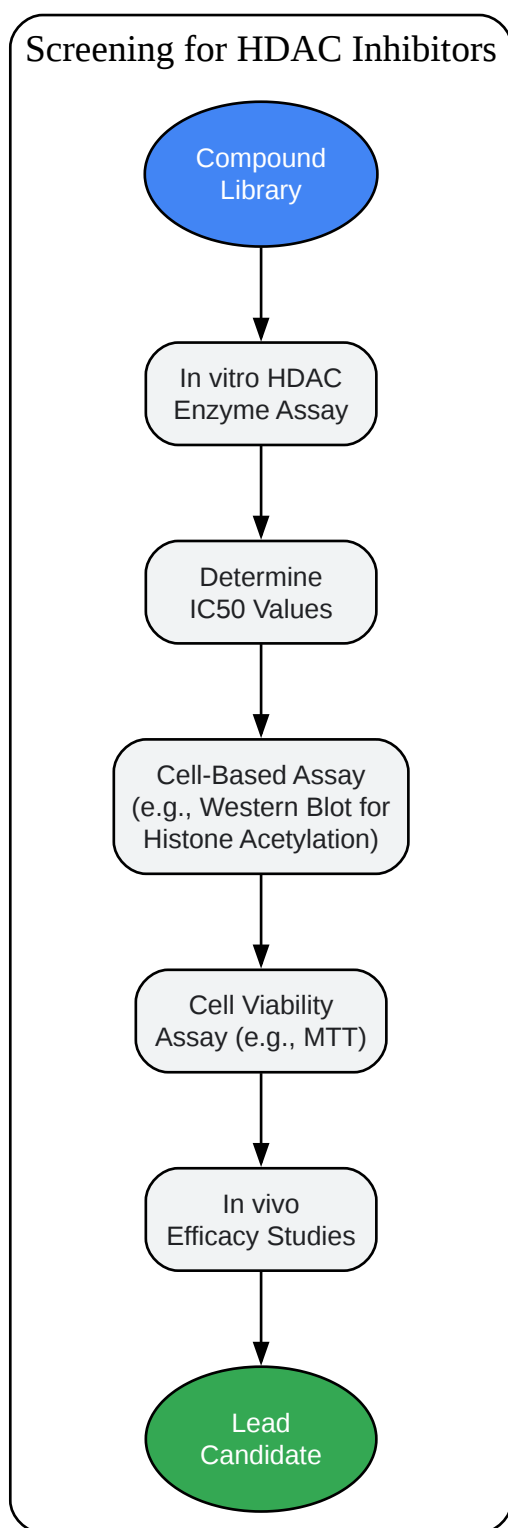 Screening for HDAC Inhibitors
Compound
Library
In vitro HDAC
Enzyme Assay
Determine
IC50 Values
Cell-Based Assay
(e.g., Western Blot for
Histone Acetylation)
Cell Viability
Assay (e.g., MTT)
In vivo
Efficacy Studies
Lead
Candidate